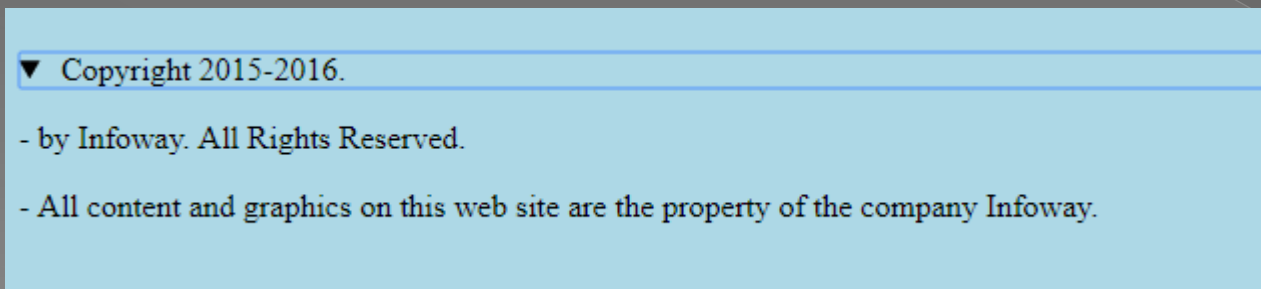 Copyright 2015-2016.
- by Infoway. All Rights Reserved.
- All content and graphics on this web site are the property of the company Infoway.